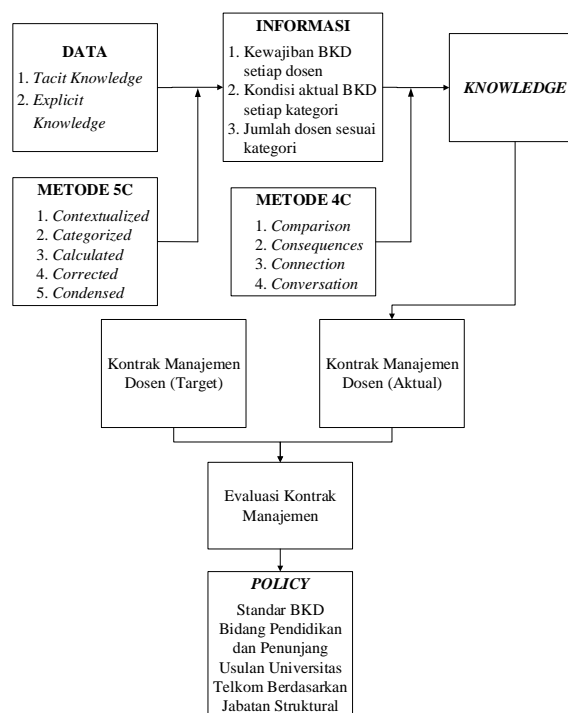 DATA
1. Tacit Knowledge
2. Explicit
Knowledge
INFORMASI
1. Kewajiban BKD
setiap dosen
2. Kondisi aktual BKD
setiap kategori
3. Jumlah dosen sesuai
kategori
KNOWLEDGE
METODE 5C
1. Contextualized
2. Categorized
3. Calculated
4. Corrected
5. Condensed
METODE 4C
1. Comparison
2. Consequences
3. Connection
4. Conversation
Kontrak Manajemen
Dosen (Target)
Kontrak Manajemen
Dosen (Aktual)
Evaluasi Kontrak
Manajemen
POLICY
Standar BKD
Bidang Pendidikan
dan Penunjang
Usulan Universitas
Telkom Berdasarkan
Jabatan Struktural